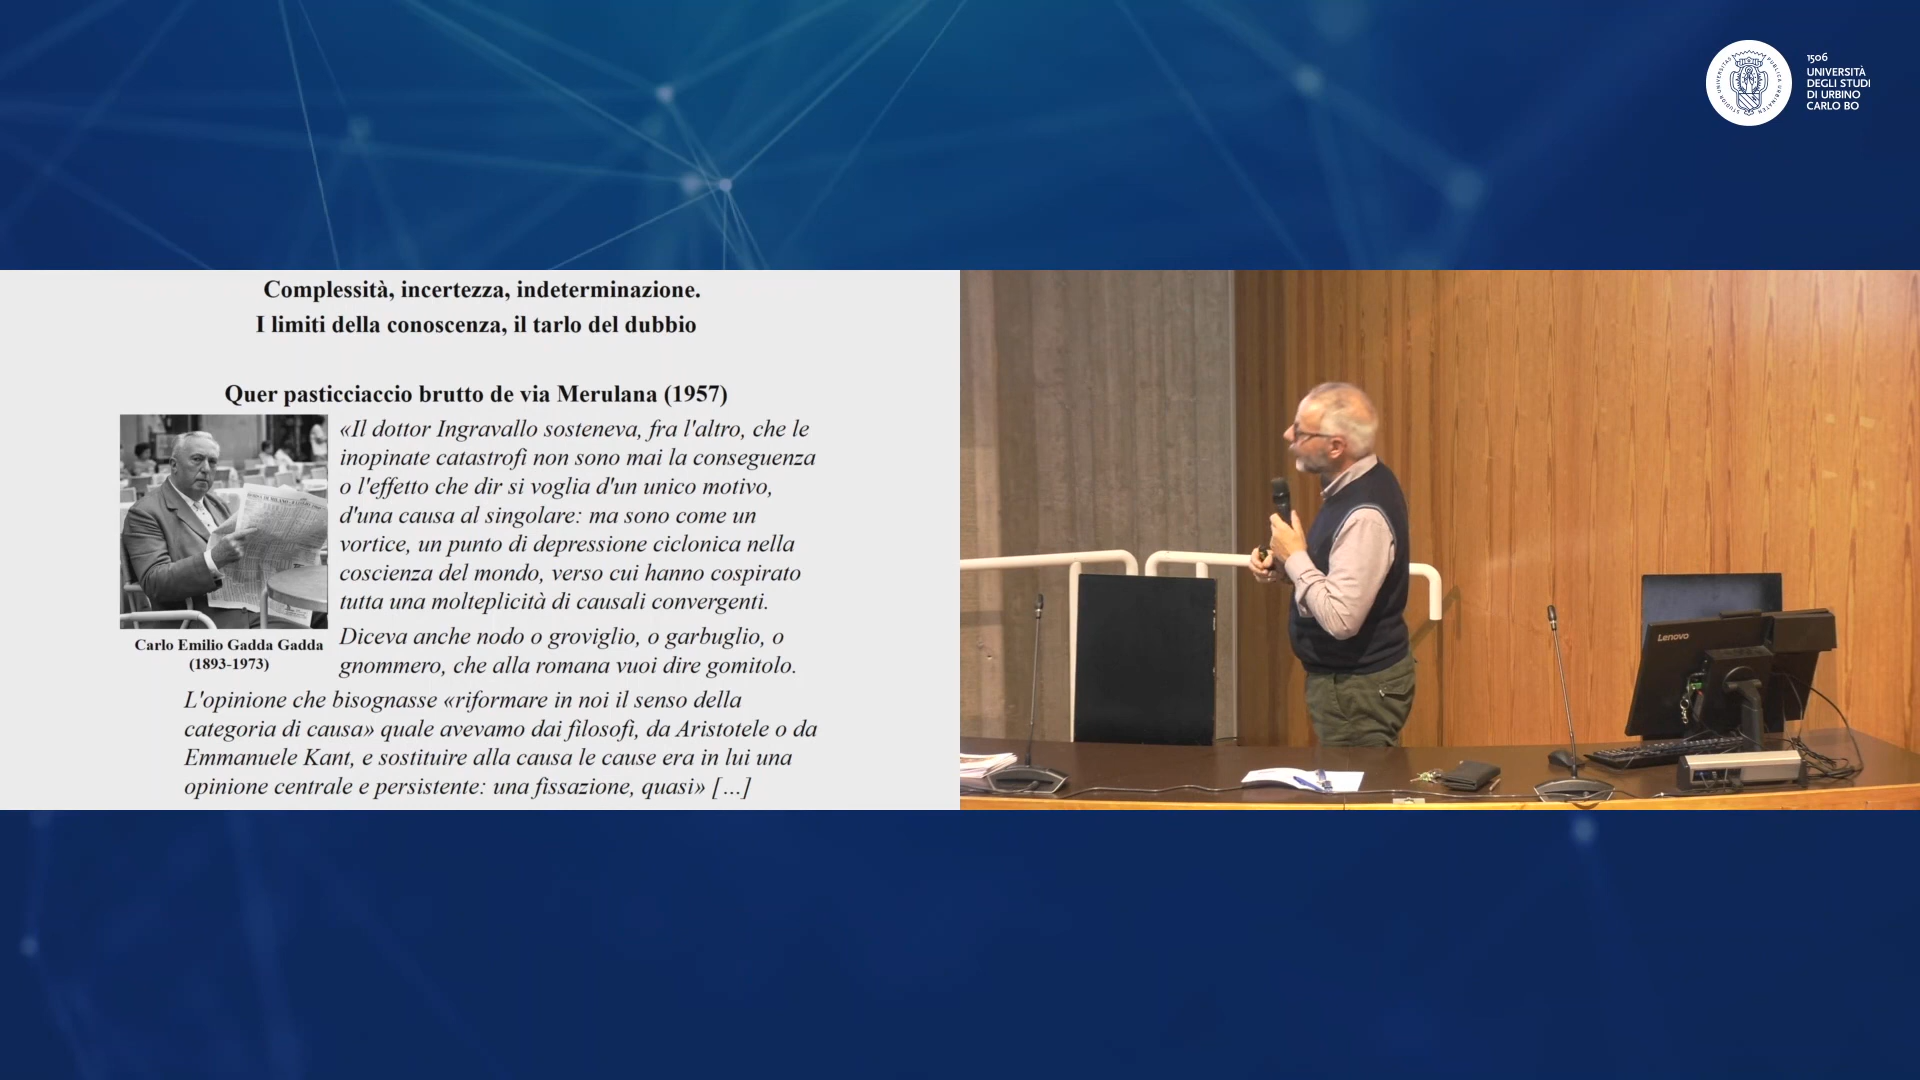 1506
UNIVERSITÀ
DEGLI STUDI
DI URBINO
CARLO BO
Complessità, incertezza, indeterminazione.
I limiti della conoscenza, il tarlo del dubbio
Quer pasticciaccio brutto de via Merulana (1957)
«Il dottor Ingravallo sosteneva, fra l'altro, che le
inopinate catastrofi non sono mai la conseguenza
o l'effetto che dir si voglia d'un unico motivo,
d'una causa al singolare: ma sono come un
vortice, un punto di depressione ciclonica nella
coscienza del mondo, verso cui hanno cospirato
tutta una molteplicità di causali convergenti.
Diceva anche nodo o groviglio, o garbuglio, o
gnommero, che alla romana vuoi dire gomitolo.
Carlo Emilio Gadda Gadda
(1893-1973)
L'opinione che bisognasse «riformare in noi il senso della
categoria di causa» quale avevamo dai filosofi, da Aristotele o da
Emmanuele Kant, e sostituire alla causa le cause era in lui una
opinione centrale e persistente: una fissazione, quasi» [...]
Lenovo